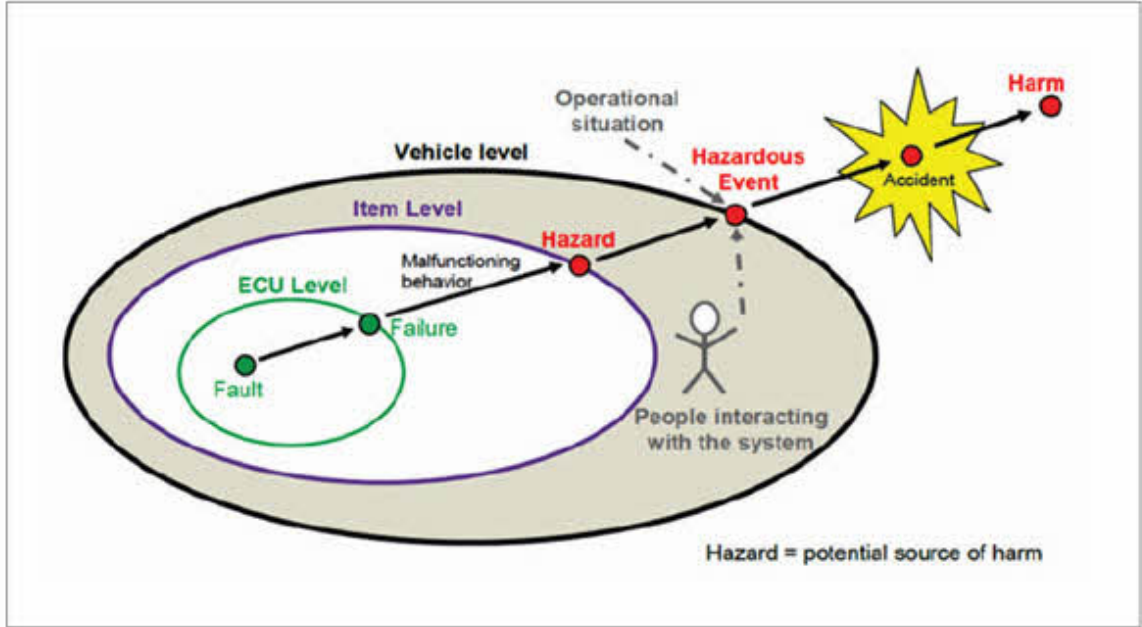 Harm
Operational
situation
Hazardous
Event
Accident
Vehicle level
Item Level
Hazard
Malfunctioning
behavior
ECU Level
Failure
Fault
People interacting
with the system
Hazard = potential source of harm